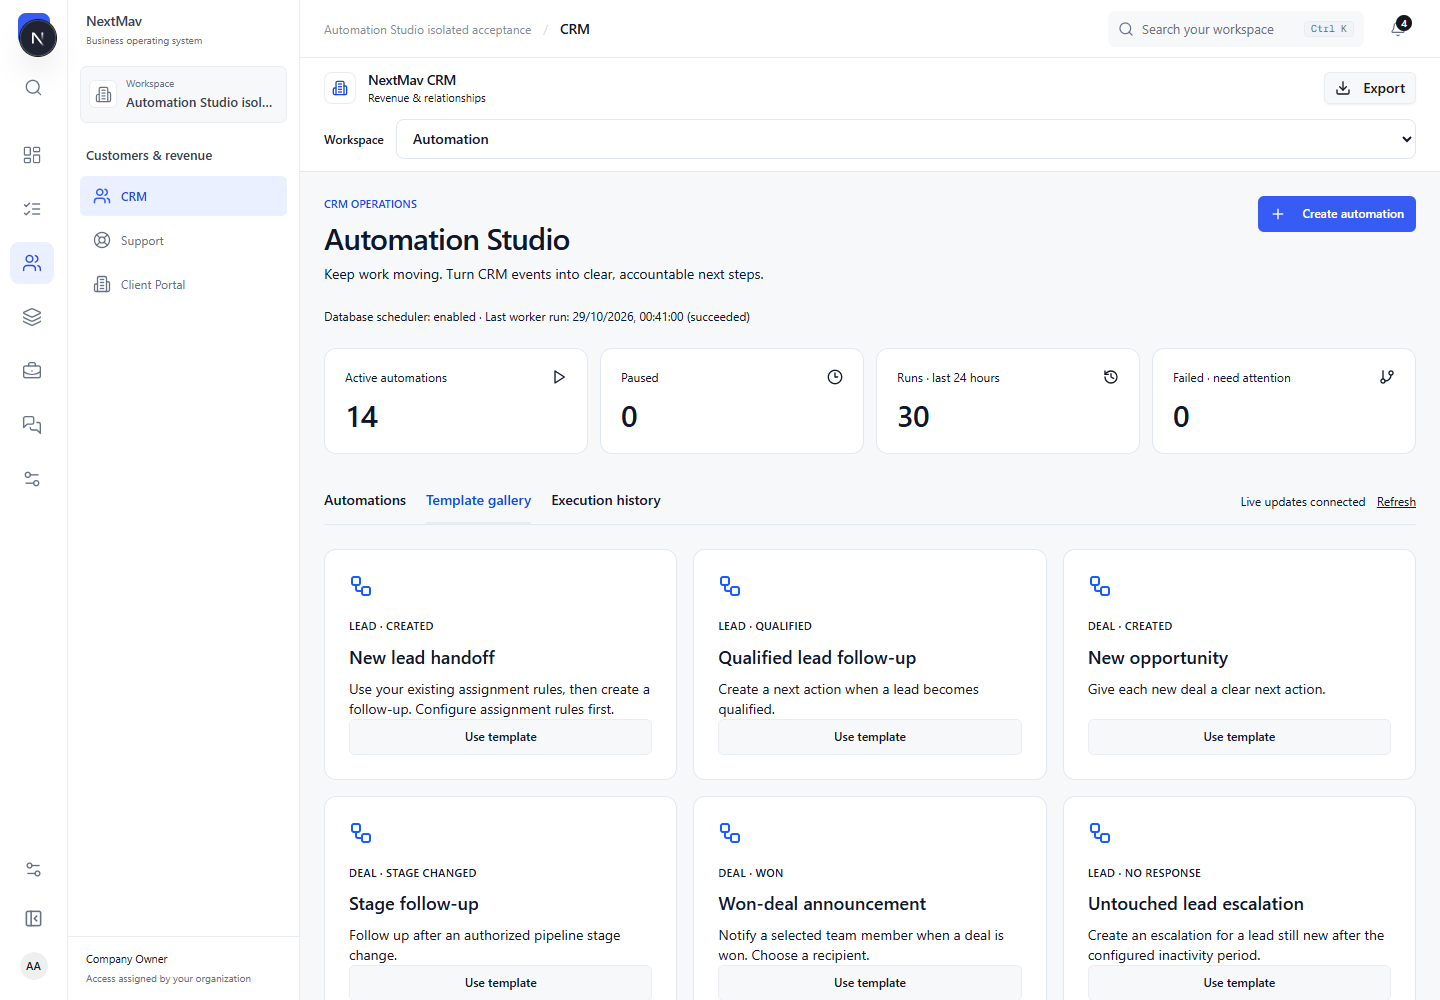 N
NextMav
Business operating system
Workspace
Automation Studio isol...
Customers & revenue
CRM
Support
Client Portal
Company Owner
Access assigned by your organization
AA
Automation Studio isolated acceptance / CRM
Search your workspace
Ctrl K
4
NextMav CRM
Revenue & relationships
Export
Workspace
Automation
CRM OPERATIONS
Automation Studio
Keep work moving. Turn CRM events into clear, accountable next steps.
Create automation
Database scheduler: enabled · Last worker run: 29/10/2026, 00:41:00 (succeeded)
Active automations
14
Paused
0
Runs · last 24 hours
30
Failed · need attention
0
Automations
Template gallery
Execution history
Live updates connected
Refresh
LEAD · CREATED
New lead handoff
Use your existing assignment rules, then create a
follow-up. Configure assignment rules first.
Use template
LEAD · QUALIFIED
Qualified lead follow-up
Create a next action when a lead becomes
qualified.
Use template
DEAL · CREATED
New opportunity
Give each new deal a clear next action.
Use template
DEAL · STAGE CHANGED
Stage follow-up
Follow up after an authorized pipeline stage
change.
Use template
DEAL · WON
Won-deal announcement
Notify a selected team member when a deal is
won. Choose a recipient.
Use template
LEAD · NO RESPONSE
Untouched lead escalation
Create an escalation for a lead still new after the
configured inactivity period.
Use template